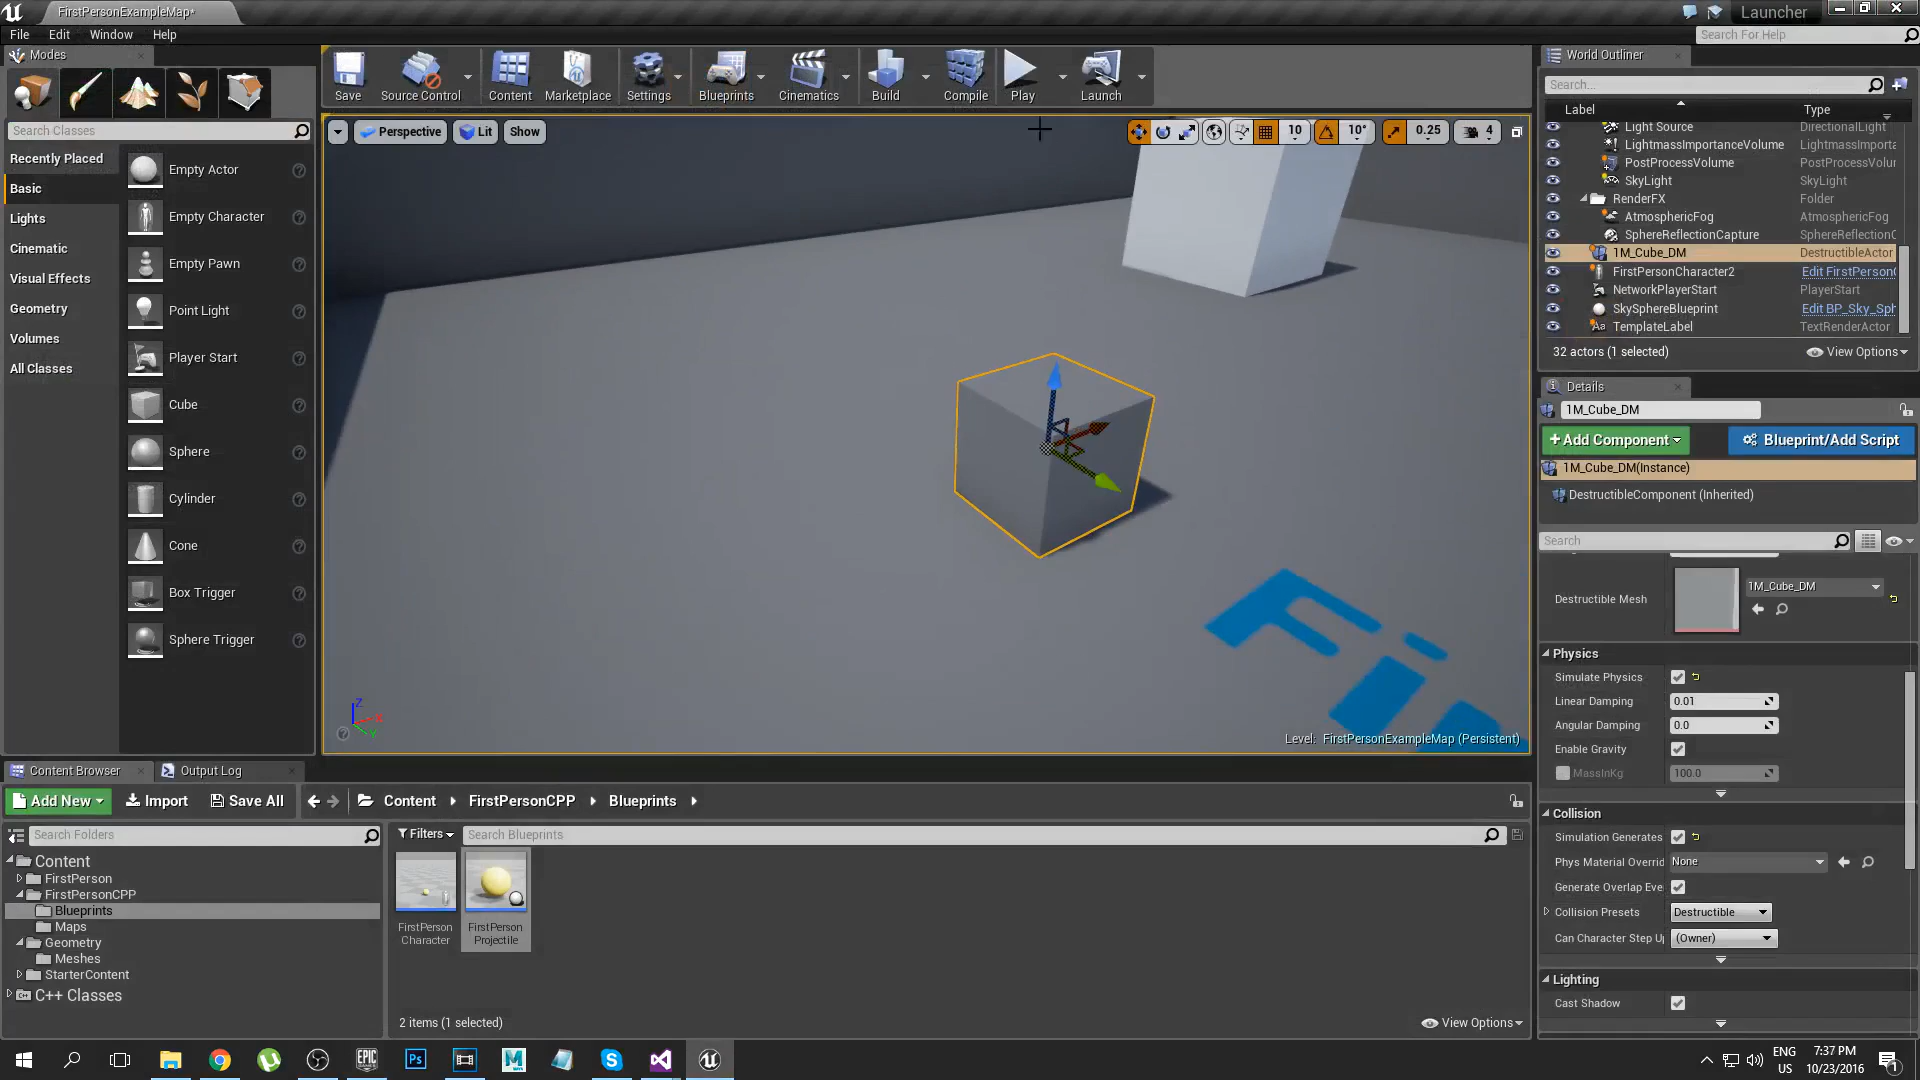 FirstPersonExampleMap*
Launcher
File Edit Window Help
Search For Help
Modes
Save
Source Control
Content
Marketplace
Settings
Blueprints
Cinematics
Build
Compile
Play
Launch
World Outliner
Search...
Label Type
Search Classes
Perspective Lit Show
10 10° 0.25 4
Recently Placed
Basic
Lights
Cinematic
Visual Effects
Geometry
Volumes
All Classes
Empty Actor
Empty Character
Empty Pawn
Point Light
Player Start
Cube
Sphere
Cylinder
Cone
Box Trigger
Sphere Trigger
Light Source DirectionalLight
LightmassImportanceVolume LightmassImporta
PostProcessVolume PostProcessVolur
SkyLight SkyLight
RenderFX Folder
AtmosphericFog AtmosphericFog
SphereReflectionCapture SphereReflectionC
1M_Cube_DM DestructibleActor
FirstPersonCharacter2 Edit FirstPerson(
NetworkPlayerStart PlayerStart
SkySphereBlueprint Edit BP_Sky_Sph
TemplateLabel TextRenderActor
32 actors (1 selected) View Options
Details
1M_Cube_DM
+Add Component Blueprint/Add Script
1M_Cube_DM(Instance)
DestructibleComponent (Inherited)
Search
Destructible Mesh 1M_Cube_DM
Physics
Simulate Physics
Linear Damping 0.01
Angular Damping 0.0
Enable Gravity
MassInKg 100.0
Collision
Simulation Generates
Phys Material Overrid None
Generate Overlap Eve
Collision Presets Destructible
Can Character Step U (Owner)
Lighting
Cast Shadow
Z
X
Y
Level: FirstPersonExampleMap (Persistent)
Content Browser Output Log
Add New Import Save All Content FirstPersonCPP Blueprints
Search Folders Filters Search Blueprints
Content
FirstPerson
FirstPersonCPP
Blueprints
Maps
Geometry
Meshes
StarterContent
C++ Classes
FirstPerson
Character
FirstPerson
Projectile
2 items (1 selected) View Options
EPIC
GAMES
Ps
M
ENG
US
7:37 PM
10/23/2016
1